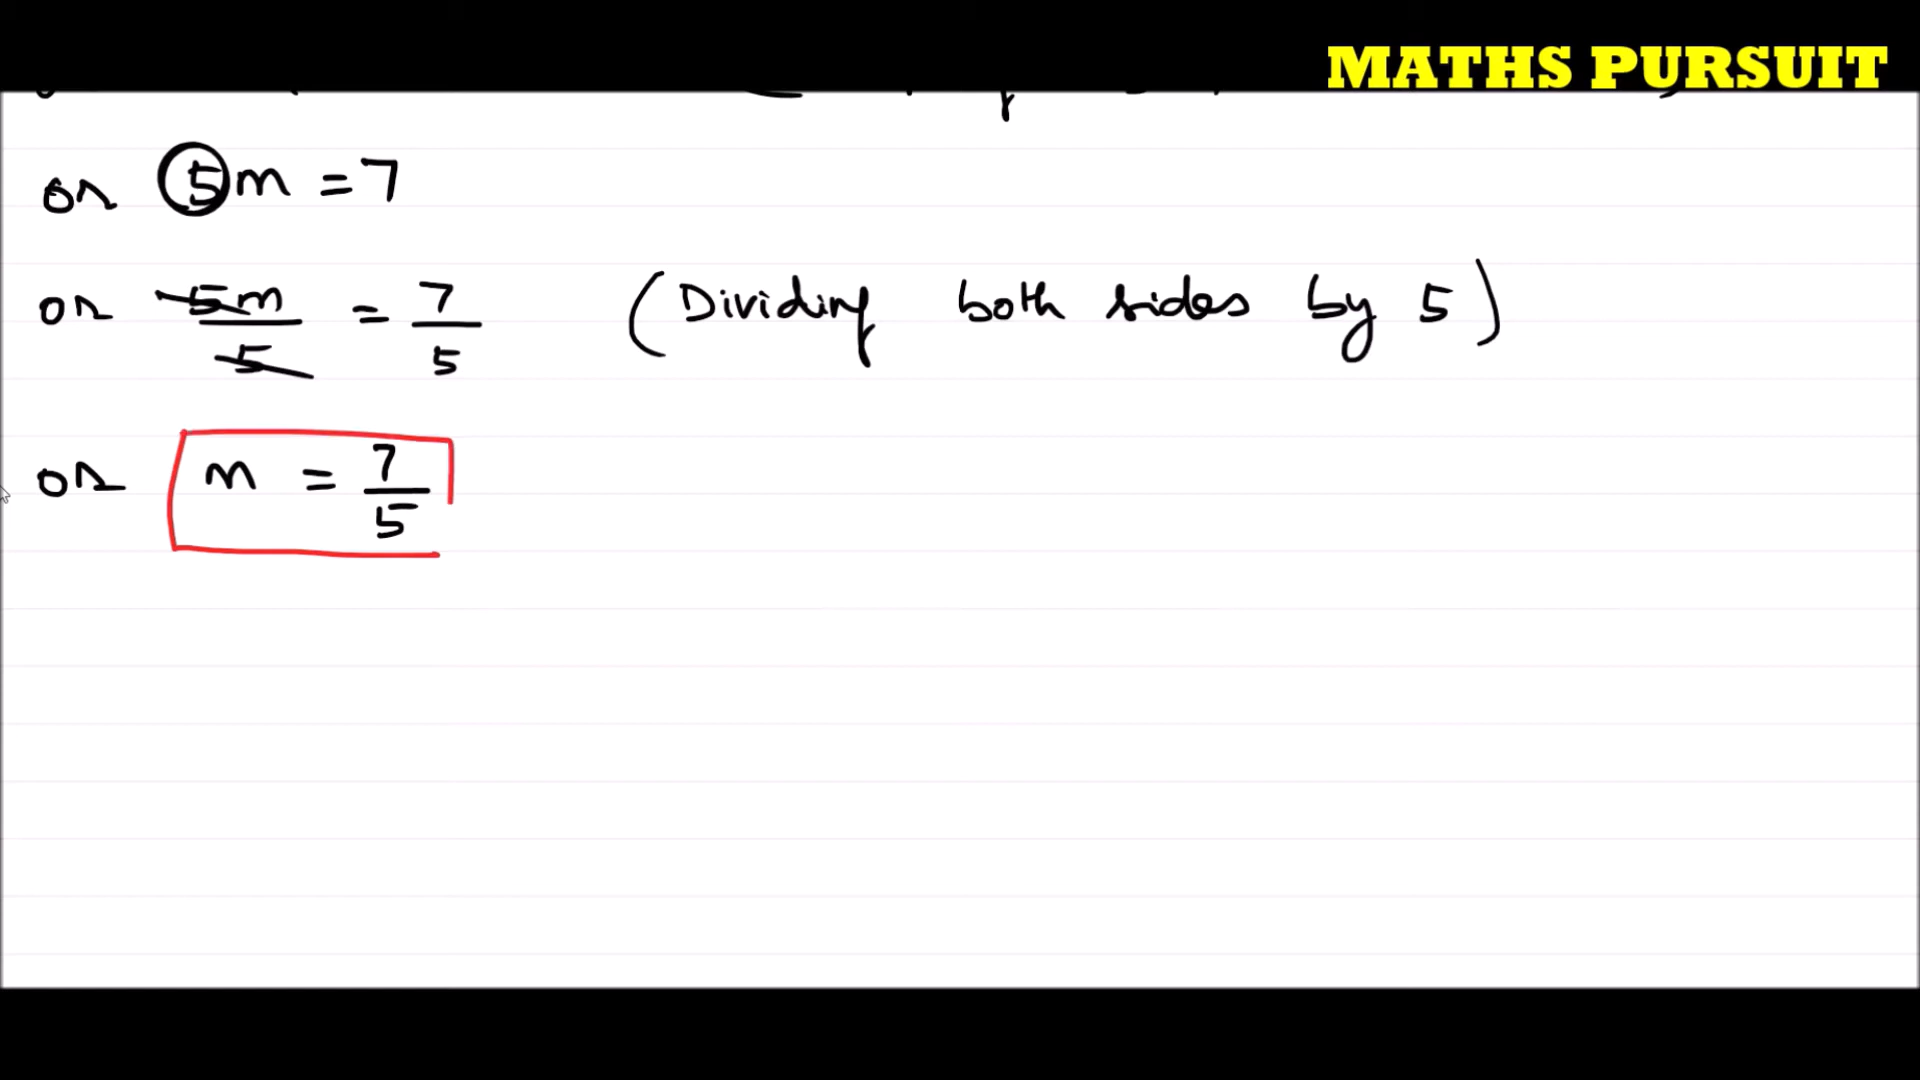 MATHS PURSUIT
or 5m = 7
or 5m/5 = 7/5 (Dividing both sides by 5)
or m = 7/5